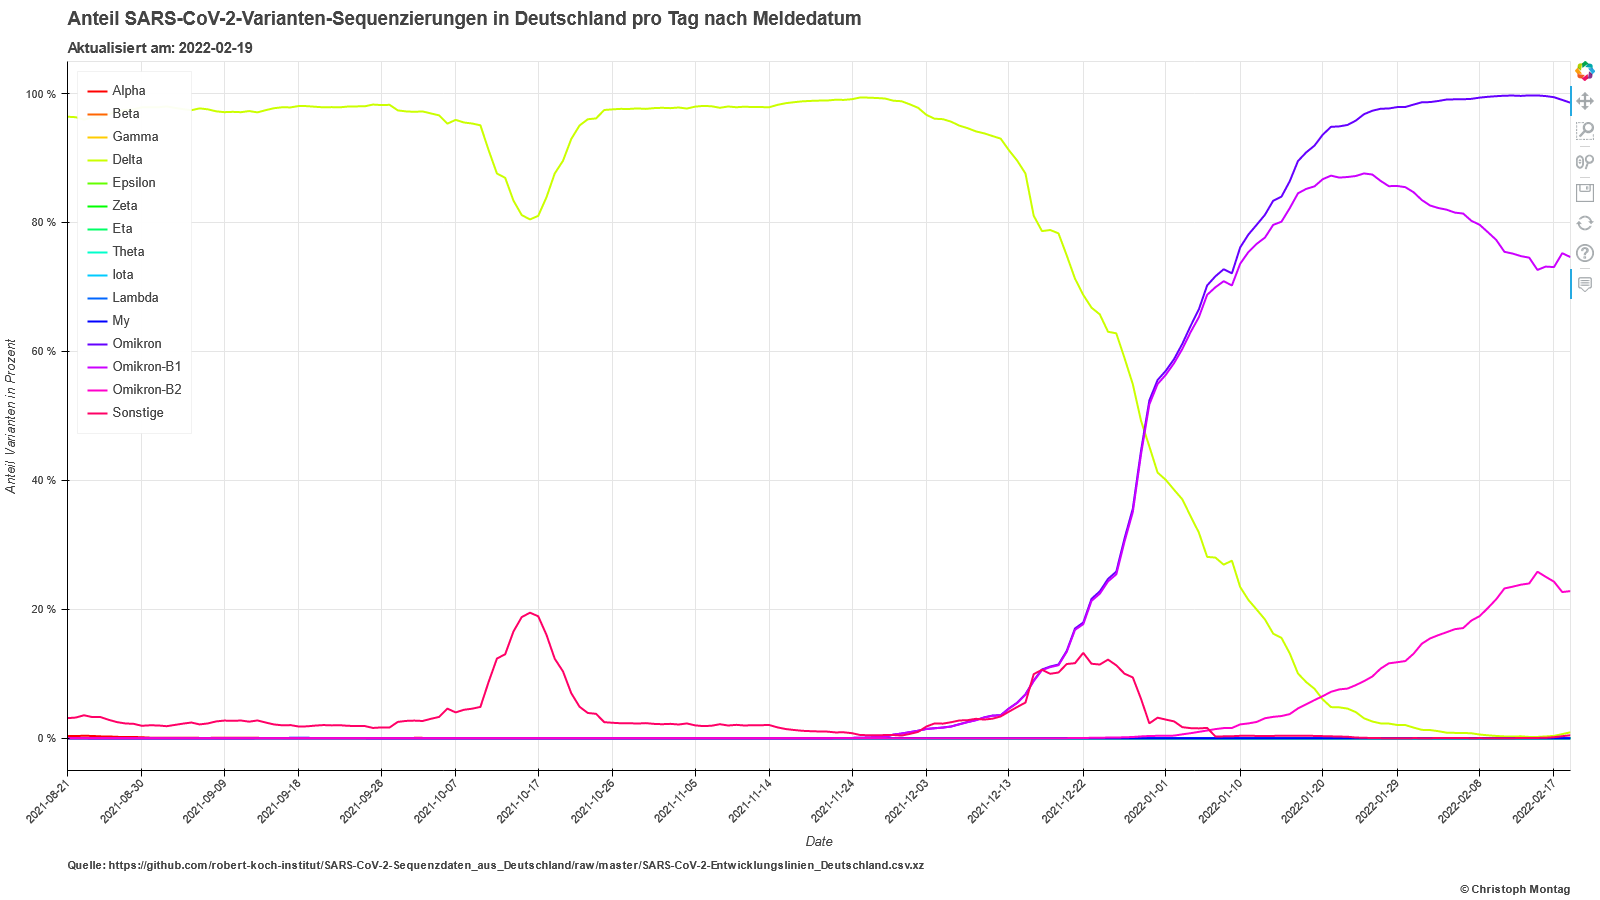 Anteil SARS-CoV-2-Varianten-Sequenzierungen in Deutschland pro Tag nach Meldedatum
Aktualisiert am: 2022-02-19
Alpha
Beta
Gamma
Delta
Epsilon
Zeta
Eta
Theta
Iota
Lambda
My
Omikron
Omikron-B1
Omikron-B2
Sonstige
100 %
80 %
60 %
40 %
20 %
0 %
Anteil Varianten in Prozent
2021-08-21
2021-08-30
2021-09-09
2021-09-18
2021-09-28
2021-10-07
2021-10-17
2021-10-26
2021-11-05
2021-11-14
2021-11-24
2021-12-03
2021-12-13
2021-12-22
2022-01-01
2022-01-10
2022-01-20
2022-01-29
2022-02-08
2022-02-17
Date
Quelle: https://github.com/robert-koch-institut/SARS-CoV-2-Sequenzdaten_aus_Deutschland/raw/master/SARS-CoV-2-Entwicklungslinien_Deutschland.csv.xz
© Christoph Montag